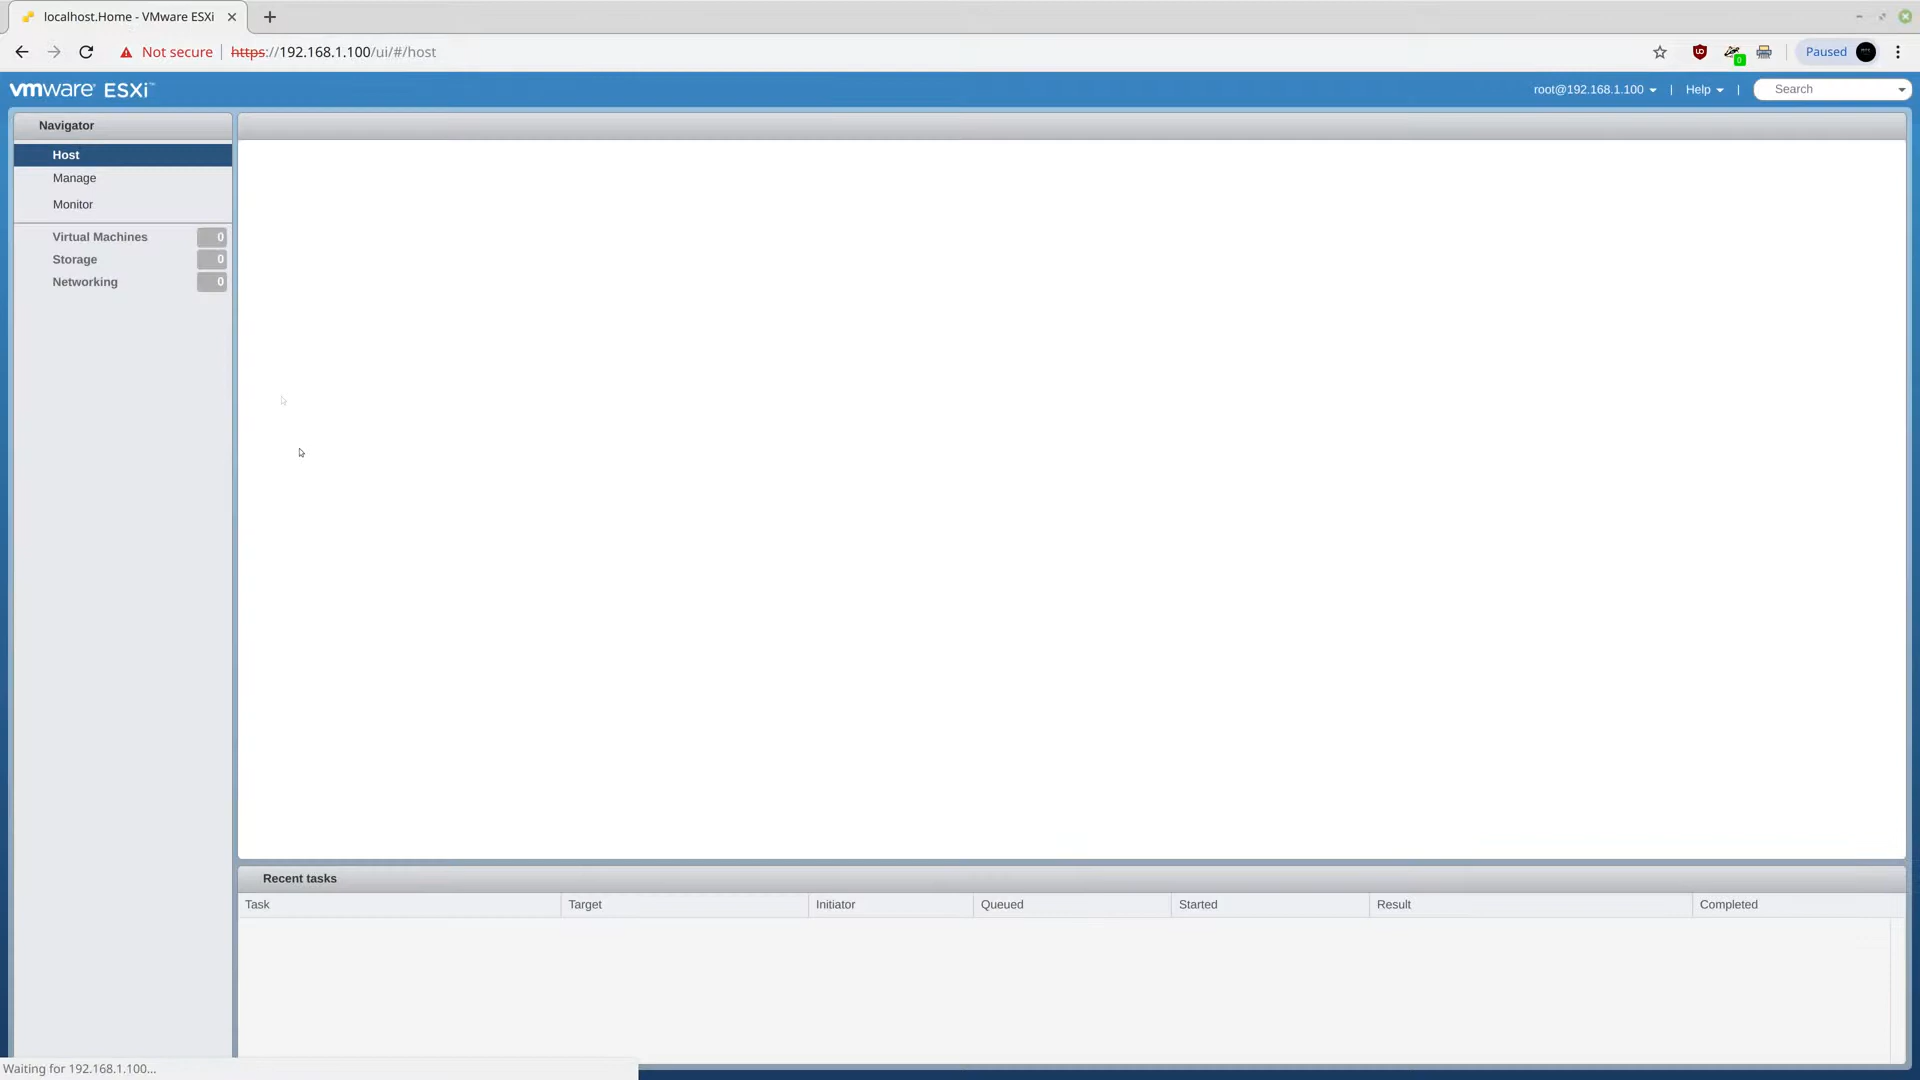 localhost.Home - VMware ESXi
Not secure
https://192.168.1.100/ui/#/host
Paused
0
vmware ESXi™
root@192.168.1.100
Help
Search
Navigator
Host
Manage
Monitor
Virtual Machines 0
Storage 0
Networking 0
Recent tasks
Task Target Initiator Queued Started Result Completed
Waiting for 192.168.1.100...